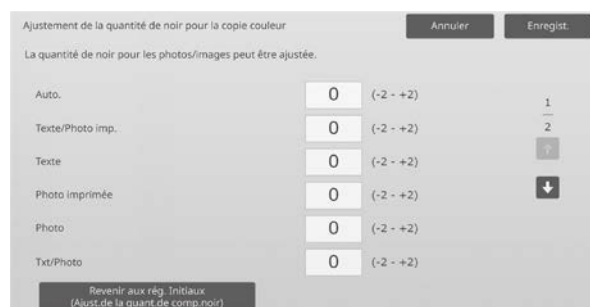 Ajustement de la quantité de noir pour la copie couleur
Annuler
Enregist.
La quantité de noir pour les photos/images peut être ajustée.
Auto. 0 (-2 - +2)
Texte/Photo imp. 0 (-2 - +2)
Texte 0 (-2 - +2)
Photo imprimée 0 (-2 - +2)
Photo 0 (-2 - +2)
Txt/Photo 0 (-2 - +2)
1
2
Revenir aux rég. Initiaux
(Ajust.de la quant.de comp.noir)